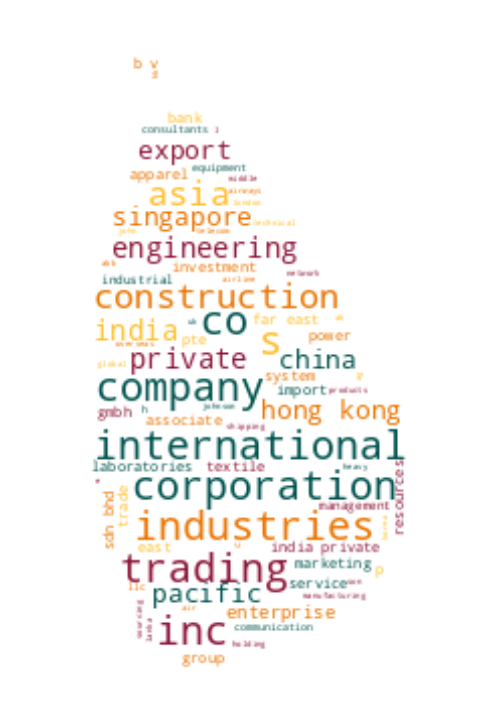 b v
s
bank
consultants
export
equipment
apparel
middle
asia
airways
london
singapore
technical
john
telecom
engineering
investment
network
industrial
airline
construction
co
far east
india
s
power
pte
overseas
private
china
global
system
company
import
products
johnson
hong kong
gmbh
h
associate
shipping
international
laboratories
textile
heavy
corporation
resources
management
trade
sdn bhd
industries
korea
east
india private
trading
marketing
p
service
llc
pacific
manufacturing
air
enterprise
sourcing
lanka
inc
communication
holding
group